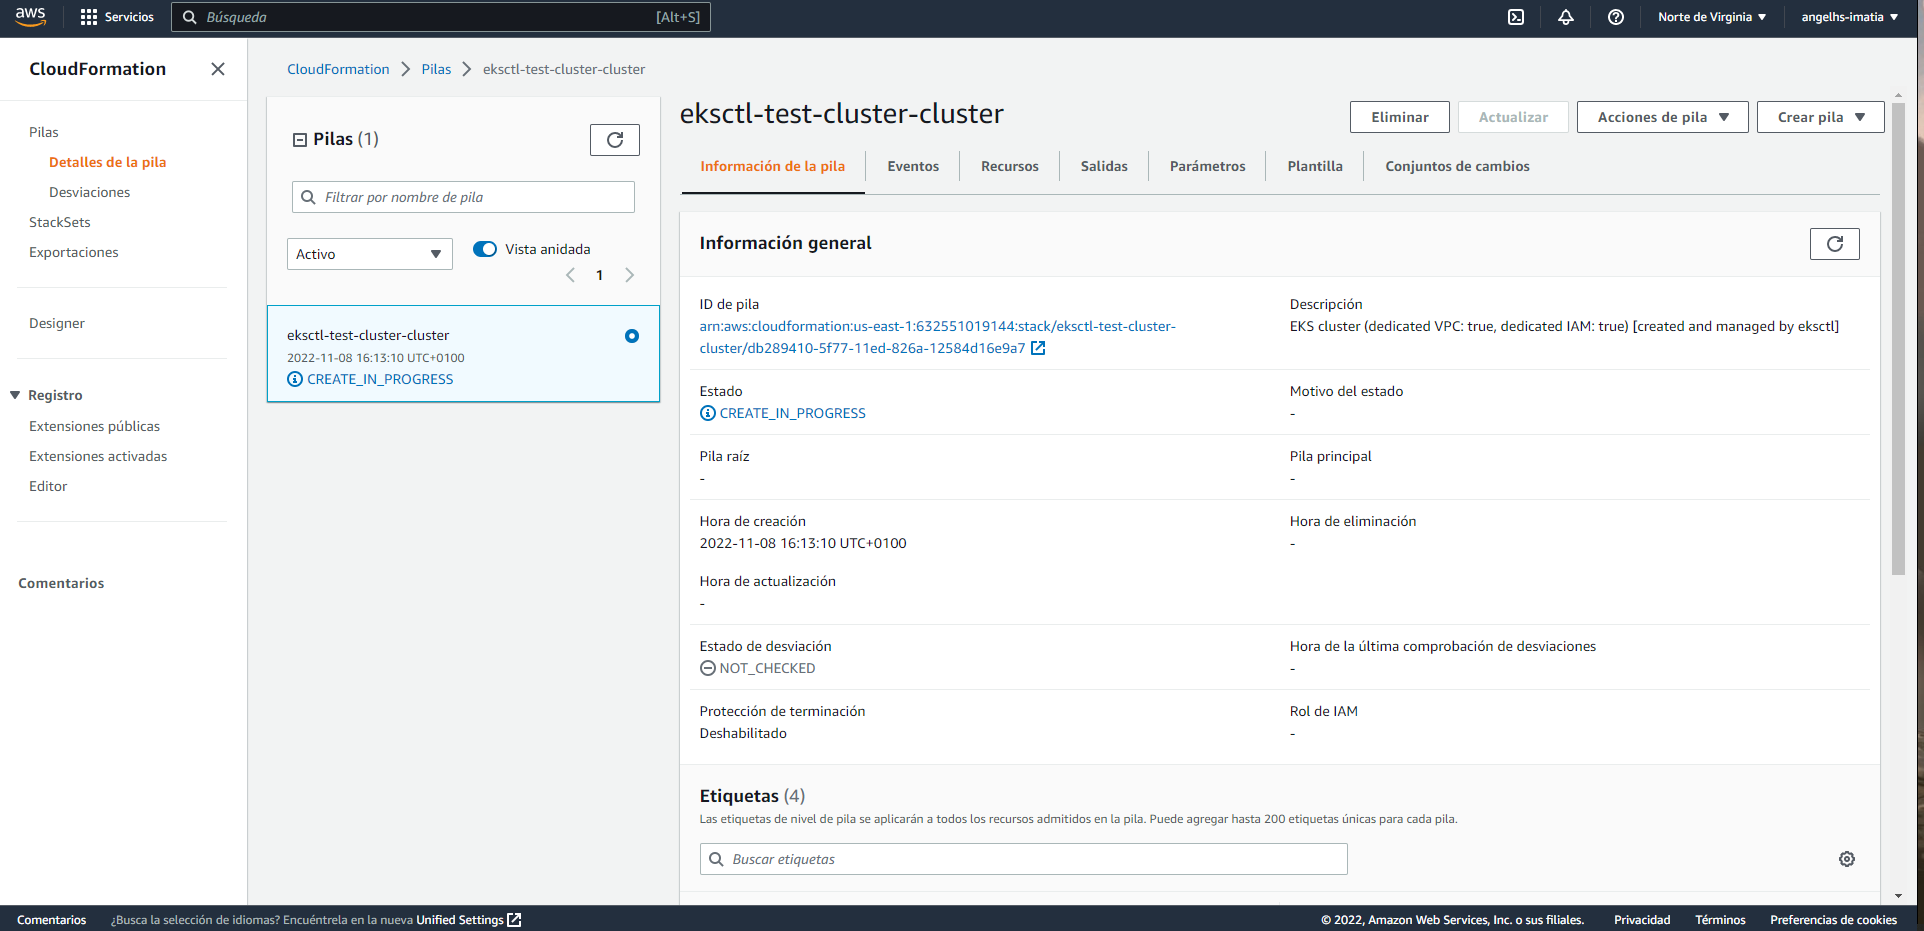 aws
Servicios
Búsqueda
[Alt+S]
Norte de Virginia
angelhs-imatia
CloudFormation
Pilas
Detalles de la pila
Desviaciones
StackSets
Exportaciones
Designer
Registro
Extensiones públicas
Extensiones activadas
Editor
Comentarios
CloudFormation
Pilas
eksctl-test-cluster-cluster
Pilas (1)
Filtrar por nombre de pila
Activo
Vista anidada
1
eksctl-test-cluster-cluster
2022-11-08 16:13:10 UTC+0100
CREATE_IN_PROGRESS
eksctl-test-cluster-cluster
Eliminar
Actualizar
Acciones de pila
Crear pila
Información de la pila
Eventos
Recursos
Salidas
Parámetros
Plantilla
Conjuntos de cambios
Información general
ID de pila
arn:aws:cloudformation:us-east-1:632551019144:stack/eksctl-test-cluster-
cluster/db289410-5f77-11ed-826a-12584d16e9a7
Descripción
EKS cluster (dedicated VPC: true, dedicated IAM: true) [created and managed by eksctl]
Estado
CREATE_IN_PROGRESS
Motivo del estado
-
Pila raíz
-
Pila principal
-
Hora de creación
2022-11-08 16:13:10 UTC+0100
Hora de eliminación
-
Hora de actualización
-
Estado de desviación
NOT_CHECKED
Hora de la última comprobación de desviaciones
-
Protección de terminación
Deshabilitado
Rol de IAM
-
Etiquetas (4)
Las etiquetas de nivel de pila se aplicarán a todos los recursos admitidos en la pila. Puede agregar hasta 200 etiquetas únicas para cada pila.
Buscar etiquetas
Comentarios
¿Busca la selección de idiomas? Encuéntrela en la nueva Unified Settings
© 2022, Amazon Web Services, Inc. o sus filiales.
Privacidad
Términos
Preferencias de cookies